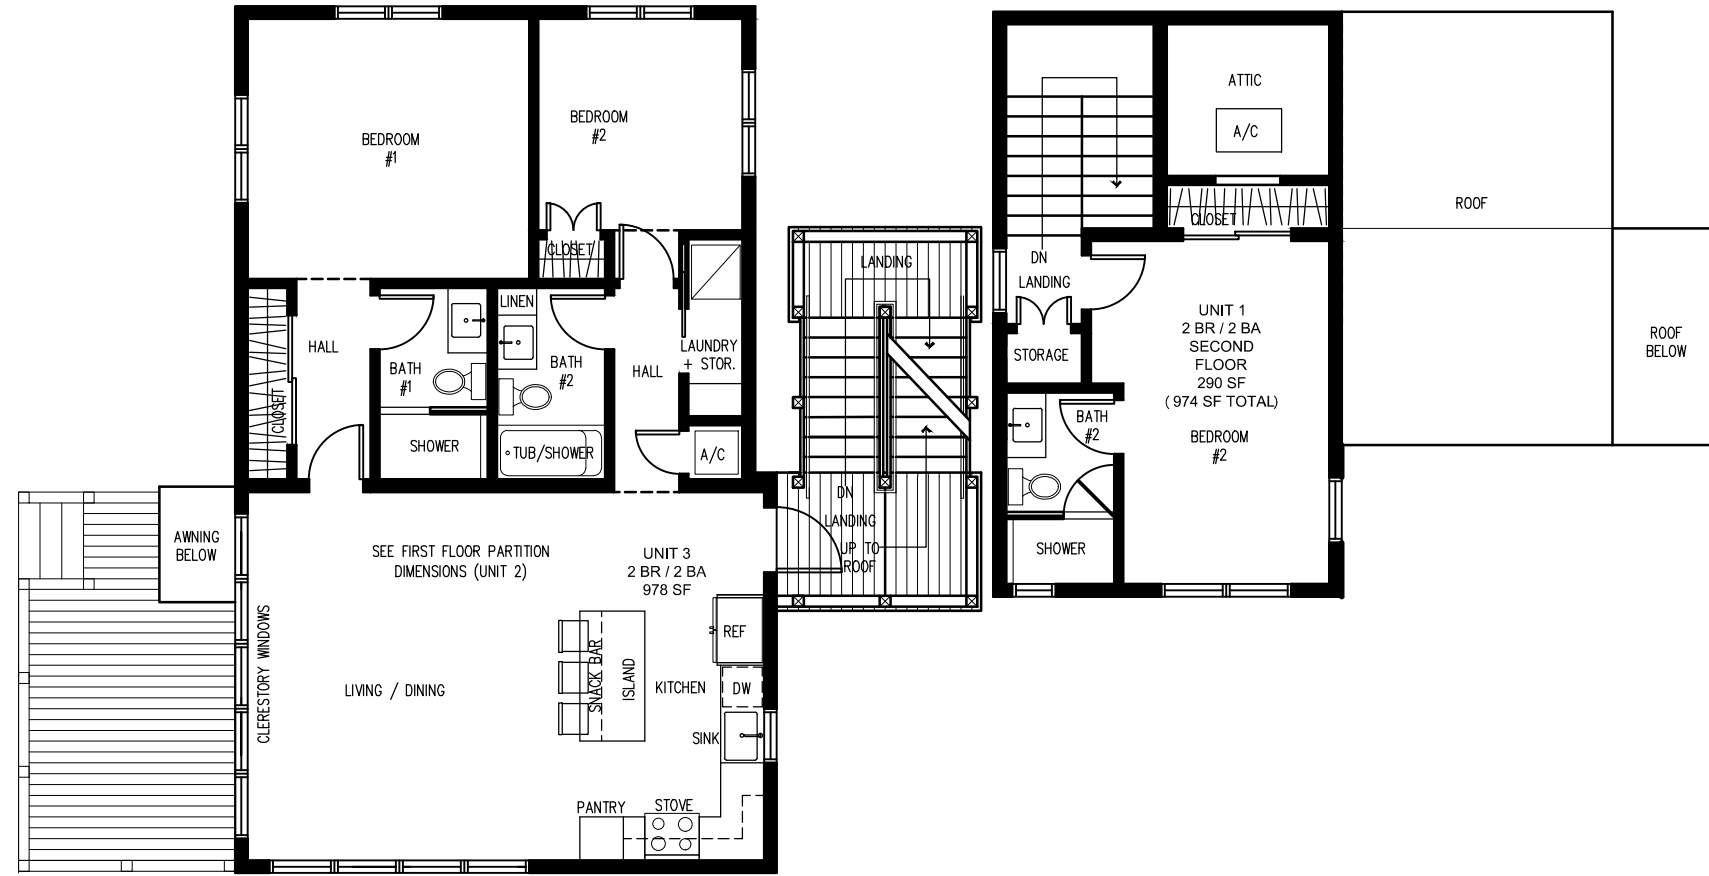 BEDROOM
#1
BEDROOM
#2
CLOSET
LINEN
HALL
CLOSET
BATH
#1
SHOWER
BATH
#2
TUB/SHOWER
HALL
LAUNDRY
+ STOR.
A/C
AWNING
BELOW
CLERESTORY WINDOWS
SEE FIRST FLOOR PARTITION
DIMENSIONS (UNIT 2)
UNIT 3
2 BR / 2 BA
978 SF
LIVING / DINING
SNACK BAR
ISLAND
KITCHEN
REF
DW
SINK
PANTRY
STOVE
LANDING
DN
LANDING
UP TO
ROOF
ATTIC
A/C
CLOSET
DN
LANDING
STORAGE
BATH
#2
SHOWER
UNIT 1
2 BR / 2 BA
SECOND
FLOOR
290 SF
( 974 SF TOTAL)
BEDROOM
#2
ROOF
ROOF
BELOW